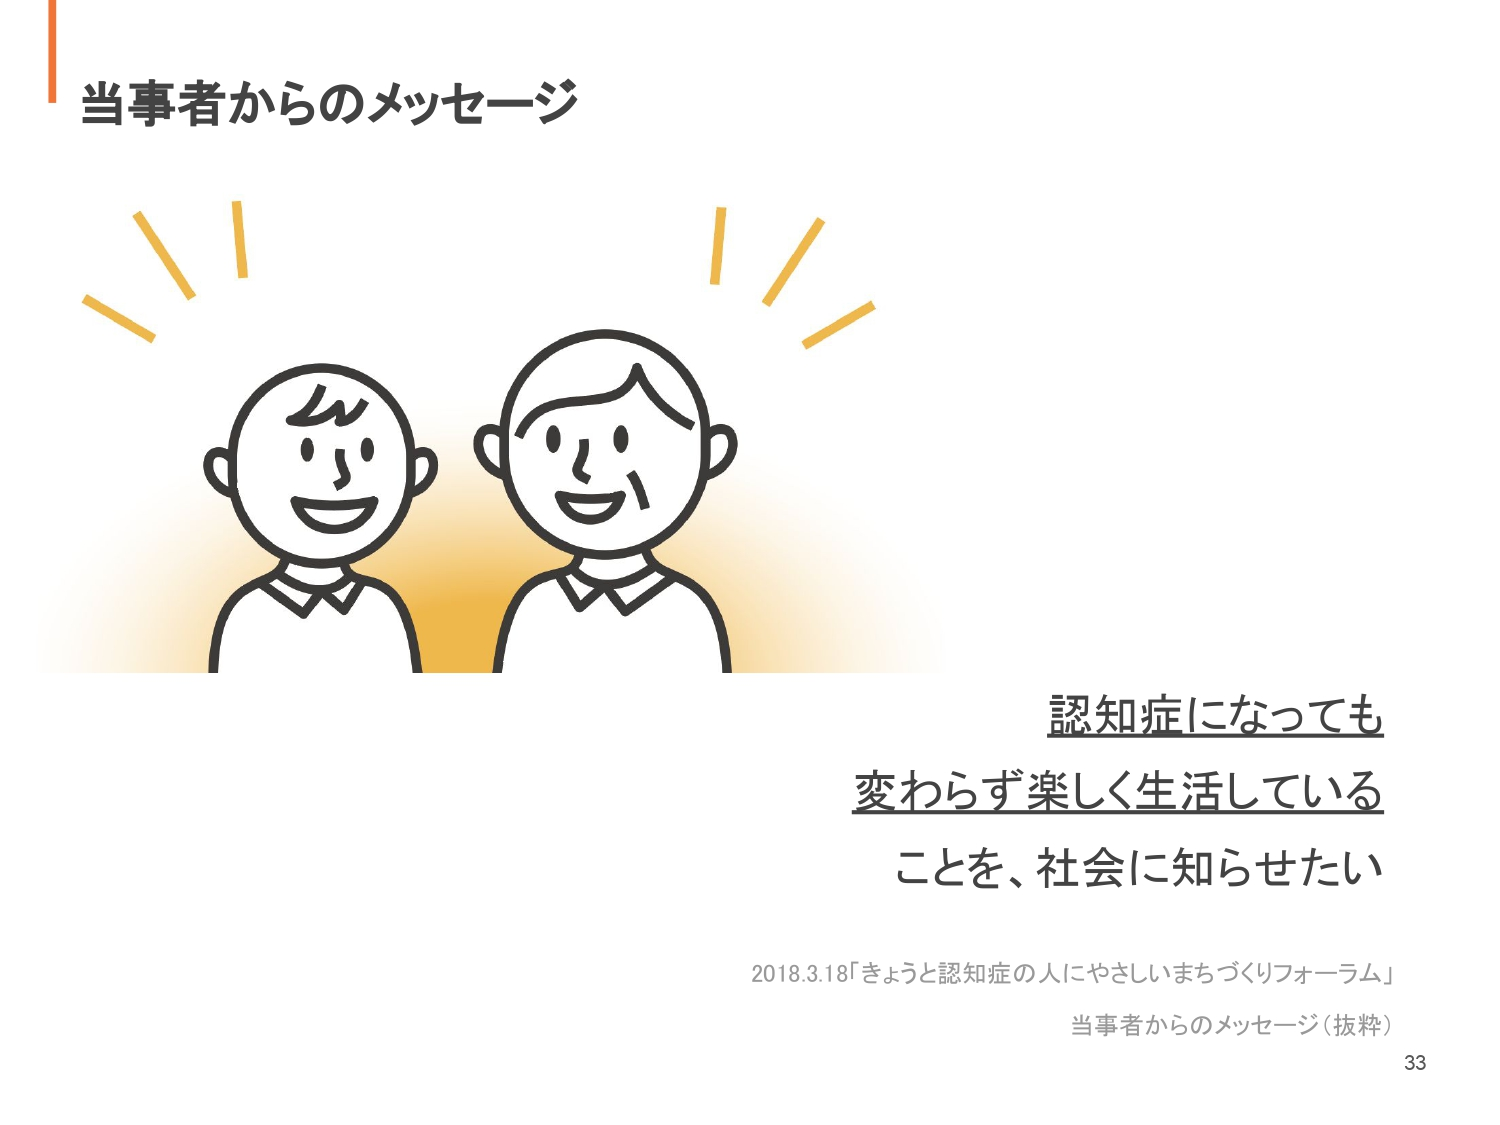 当事者からのメッセージ
認知症になっても
変わらず楽しく生活している
ことを、社会に知らせたい
2018.3.18「きょうと認知症の人にやさしいまちづくりフォーラム」
当事者からのメッセージ（抜粋）
33